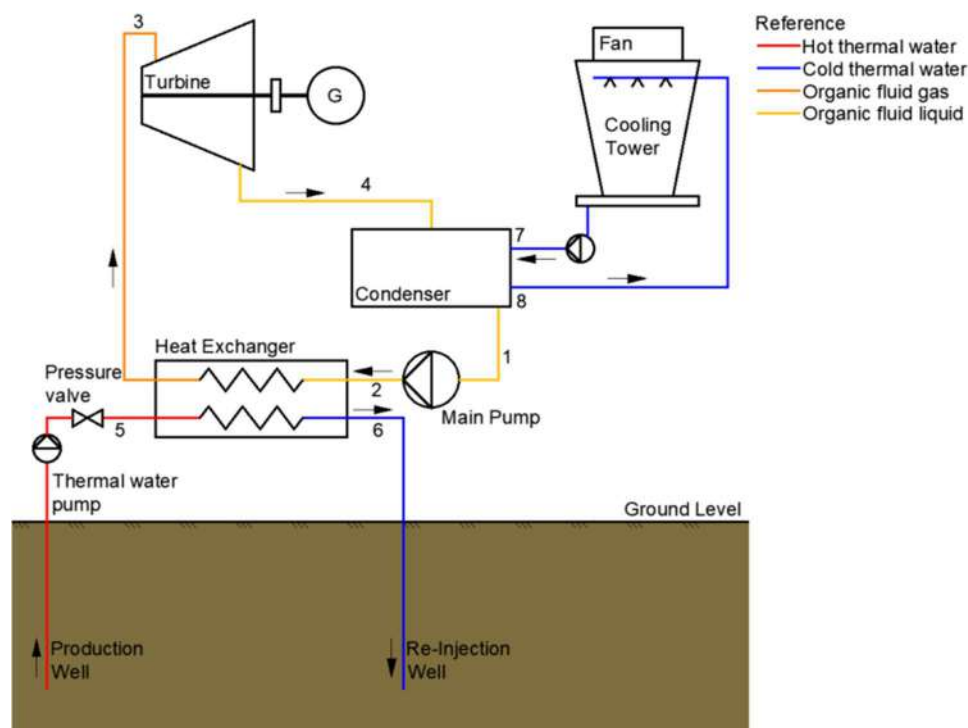 3
Turbine
G
4
Fan
Cooling
Tower
Reference
Hot thermal water
Cold thermal water
Organic fluid gas
Organic fluid liquid
7
Condenser
8
Heat Exchanger
1
Pressure
valve
2
Main Pump
5
6
Thermal water
pump
Ground Level
Production
Well
Re-Injection
Well